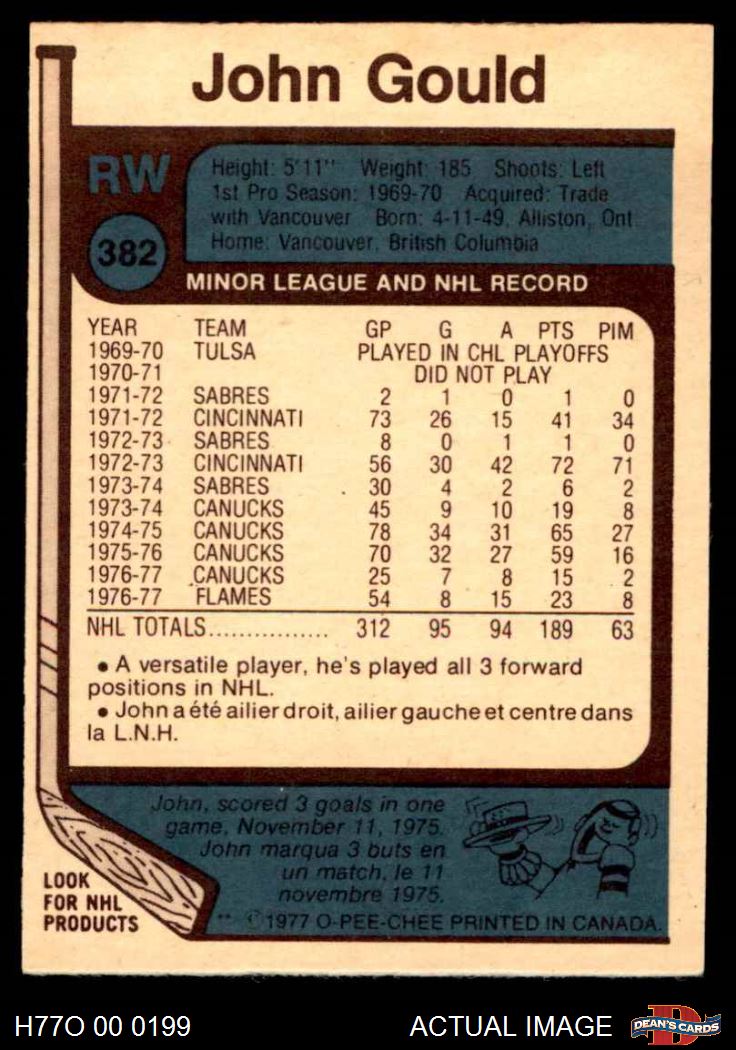 John Gould
RW
Height: 5'11" Weight: 185 Shoots: Left
1st Pro Season: 1969-70 Acquired: Trade
with Vancouver Born: 4-11-49, Alliston, Ont.
Home: Vancouver, British Columbia
382
MINOR LEAGUE AND NHL RECORD
YEAR TEAM GP G A PTS PIM
1969-70 TULSA PLAYED IN CHL PLAYOFFS
1970-71 DID NOT PLAY
1971-72 SABRES 2 1 0 1 0
1971-72 CINCINNATI 73 26 15 41 34
1972-73 SABRES 8 0 1 1 0
1972-73 CINCINNATI 56 30 42 72 71
1973-74 SABRES 30 4 2 6 2
1973-74 CANUCKS 45 9 10 19 8
1974-75 CANUCKS 78 34 31 65 27
1975-76 CANUCKS 70 32 27 59 16
1976-77 CANUCKS 25 7 8 15 2
1976-77 FLAMES 54 8 15 23 8
NHL TOTALS................ 312 95 94 189 63
• A versatile player, he's played all 3 forward
positions in NHL.
• John a été ailier droit, ailier gauche et centre dans
la L.N.H.
John, scored 3 goals in one
game, November 11, 1975.
John marqua 3 buts en
un match, le 11
novembre 1975.
LOOK
FOR NHL
PRODUCTS
** © 1977 O-PEE-CHEE PRINTED IN CANADA.
H77O 00 0199
ACTUAL IMAGE
DEAN'S CARDS